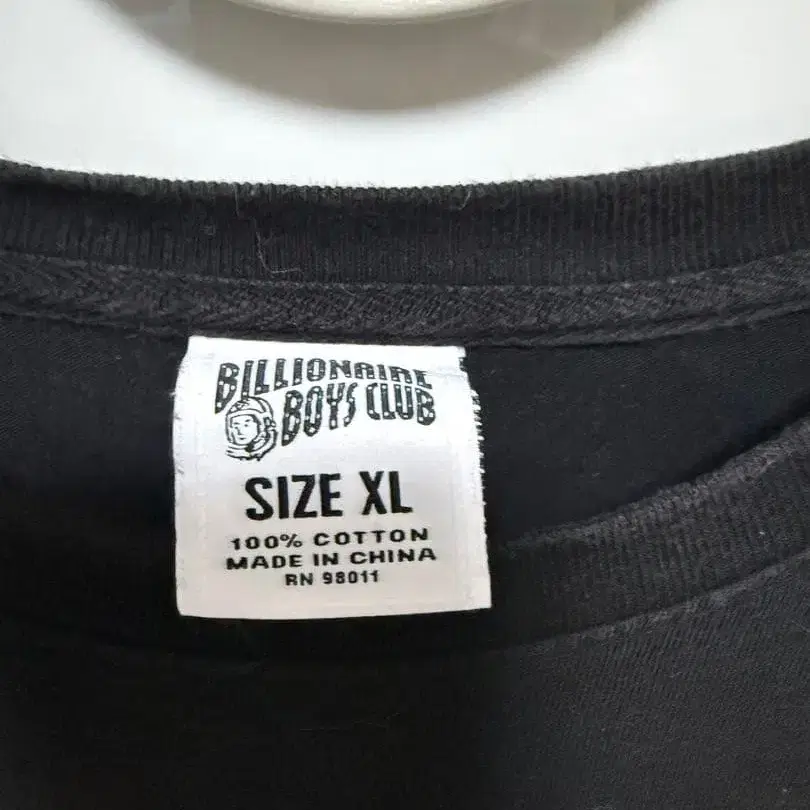 BILLIONAIRE
BOYS CLUB
SIZE XL
100% COTTON
MADE IN CHINA
RN 98011